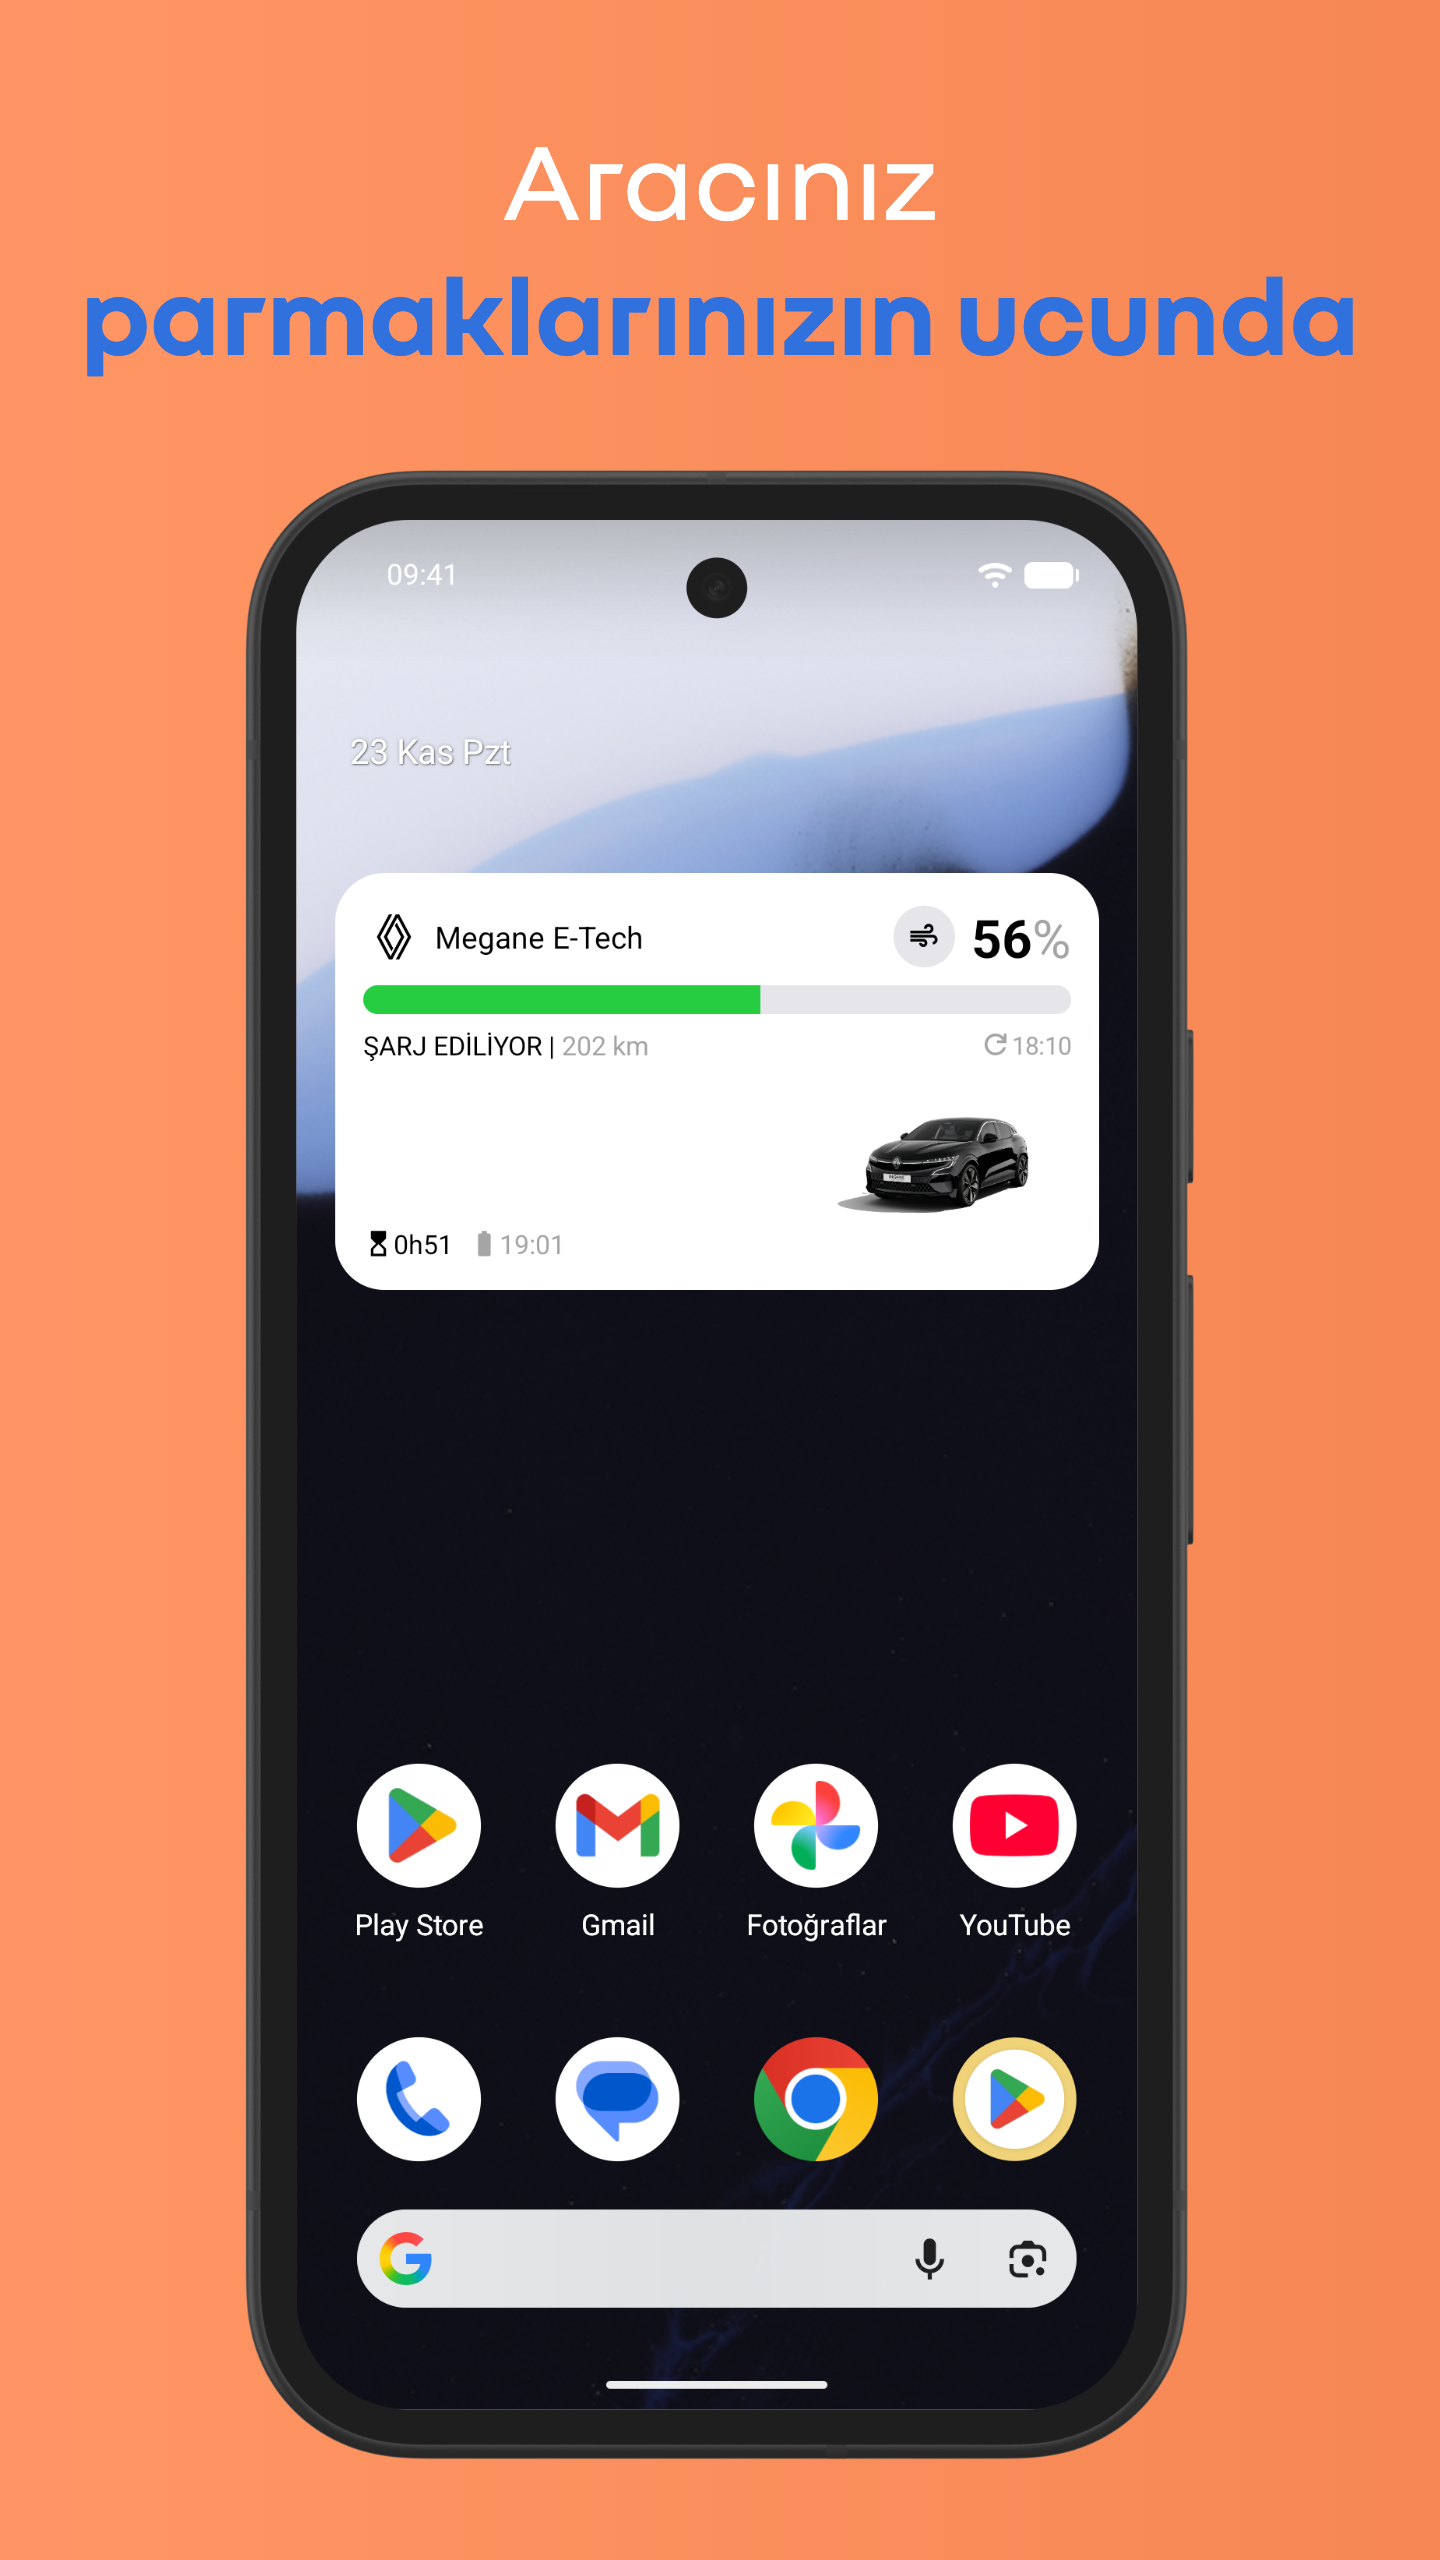 Aracınız
parmaklarınızın ucunda
09:41
23 Kas Pzt
Megane E-Tech
56%
ŞARJ EDİLİYOR | 202 km
18:10
0h51
19:01
Play Store
Gmail
Fotoğraflar
YouTube